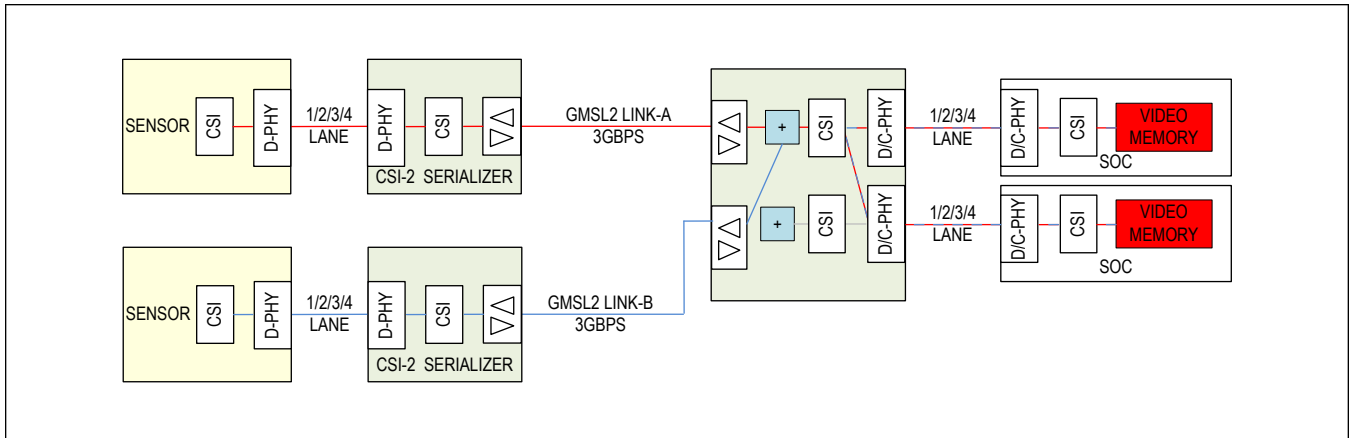 SENSOR
CSI
D-PHY
1/2/3/4
LANE
D-PHY
CSI
CSI-2 SERIALIZER
GMSL2 LINK-A
3GBPS
+
CSI
D/C-PHY
1/2/3/4
LANE
D/C-PHY
CSI
VIDEO
MEMORY
SOC
SENSOR
CSI
D-PHY
1/2/3/4
LANE
D-PHY
CSI
CSI-2 SERIALIZER
GMSL2 LINK-B
3GBPS
+
CSI
D/C-PHY
1/2/3/4
LANE
D/C-PHY
CSI
VIDEO
MEMORY
SOC